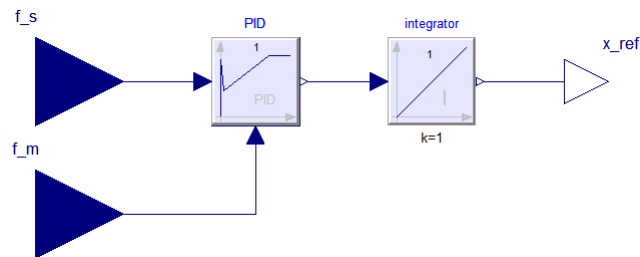 f_s
PID
integrator
x_ref
1
1
PID
I
k=1
f_m